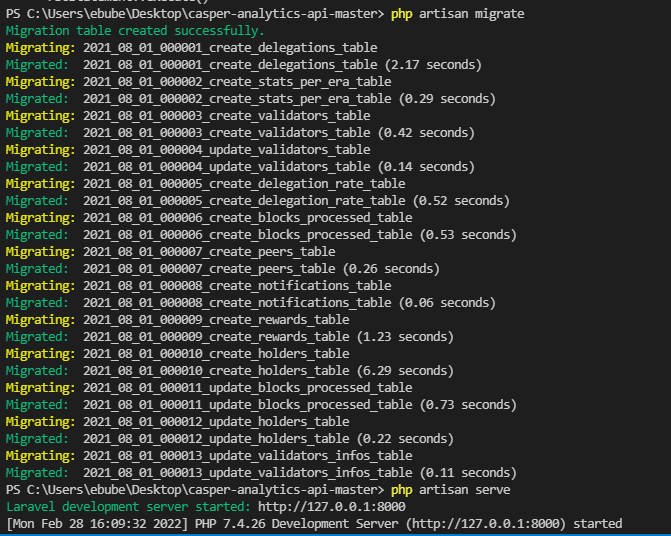 PS C:\Users\ebube\Desktop\casper-analytics-api-master> php artisan migrate
Migration table created successfully.
Migrating: 2021_08_01_000001_create_delegations_table
Migrated:  2021_08_01_000001_create_delegations_table (2.17 seconds)
Migrating: 2021_08_01_000002_create_stats_per_era_table
Migrated:  2021_08_01_000002_create_stats_per_era_table (0.29 seconds)
Migrating: 2021_08_01_000003_create_validators_table
Migrated:  2021_08_01_000003_create_validators_table (0.42 seconds)
Migrating: 2021_08_01_000004_update_validators_table
Migrated:  2021_08_01_000004_update_validators_table (0.14 seconds)
Migrating: 2021_08_01_000005_create_delegation_rate_table
Migrated:  2021_08_01_000005_create_delegation_rate_table (0.52 seconds)
Migrating: 2021_08_01_000006_create_blocks_processed_table
Migrated:  2021_08_01_000006_create_blocks_processed_table (0.53 seconds)
Migrating: 2021_08_01_000007_create_peers_table
Migrated:  2021_08_01_000007_create_peers_table (0.26 seconds)
Migrating: 2021_08_01_000008_create_notifications_table
Migrated:  2021_08_01_000008_create_notifications_table (0.06 seconds)
Migrating: 2021_08_01_000009_create_rewards_table
Migrated:  2021_08_01_000009_create_rewards_table (1.23 seconds)
Migrating: 2021_08_01_000010_create_holders_table
Migrated:  2021_08_01_000010_create_holders_table (6.29 seconds)
Migrating: 2021_08_01_000011_update_blocks_processed_table
Migrated:  2021_08_01_000011_update_blocks_processed_table (0.73 seconds)
Migrating: 2021_08_01_000012_update_holders_table
Migrated:  2021_08_01_000012_update_holders_table (0.22 seconds)
Migrating: 2021_08_01_000013_update_validators_infos_table
Migrated:  2021_08_01_000013_update_validators_infos_table (0.11 seconds)
PS C:\Users\ebube\Desktop\casper-analytics-api-master> php artisan serve
Laravel development server started: http://127.0.0.1:8000
[Mon Feb 28 16:09:32 2022] PHP 7.4.26 Development Server (http://127.0.0.1:8000) started